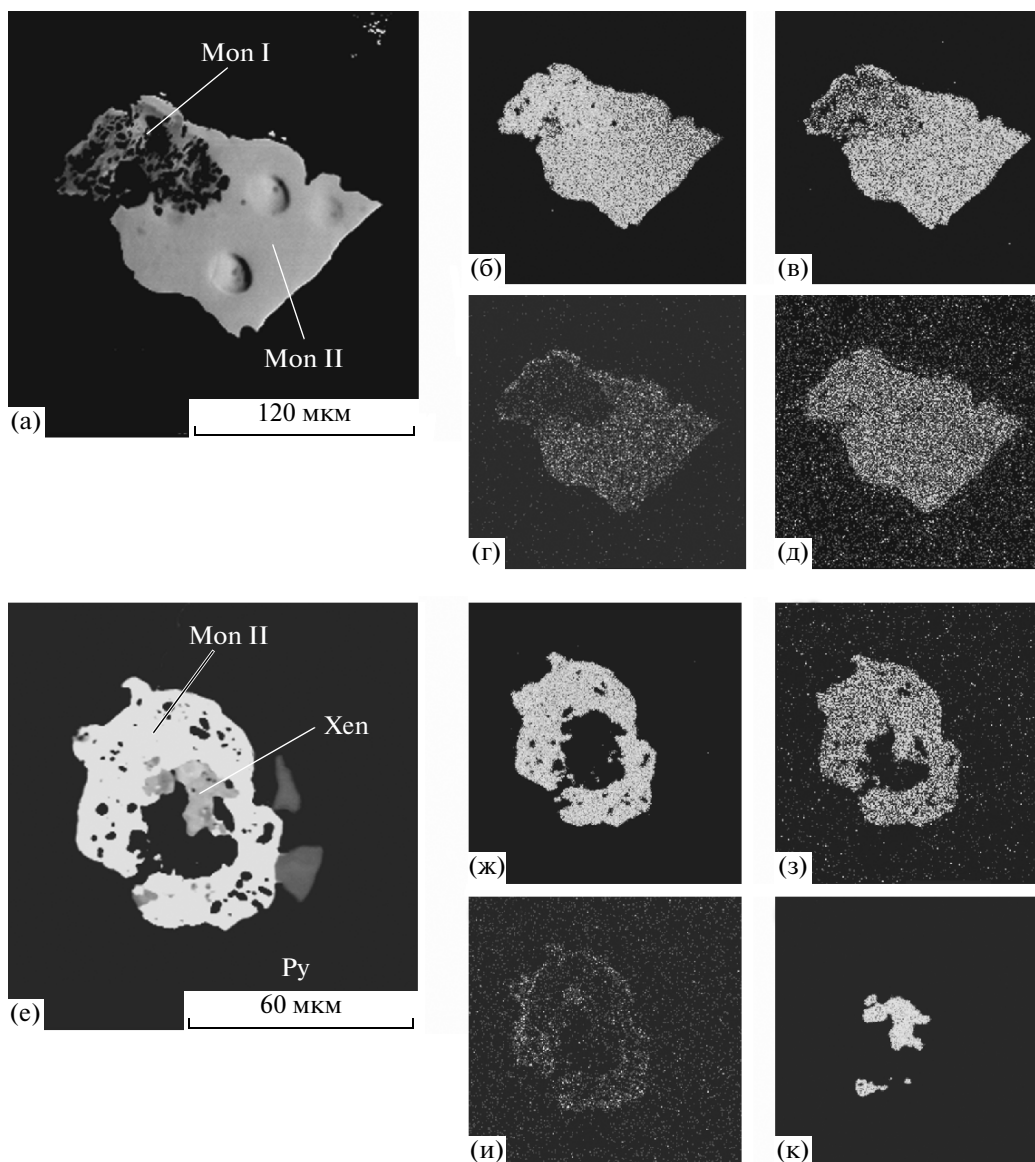 Mon I
Mon II
(а)
120 мкм
(б)
(в)
(г)
(д)
Mon II
Xen
Py
(е)
60 мкм
(ж)
(з)
(и)
(к)